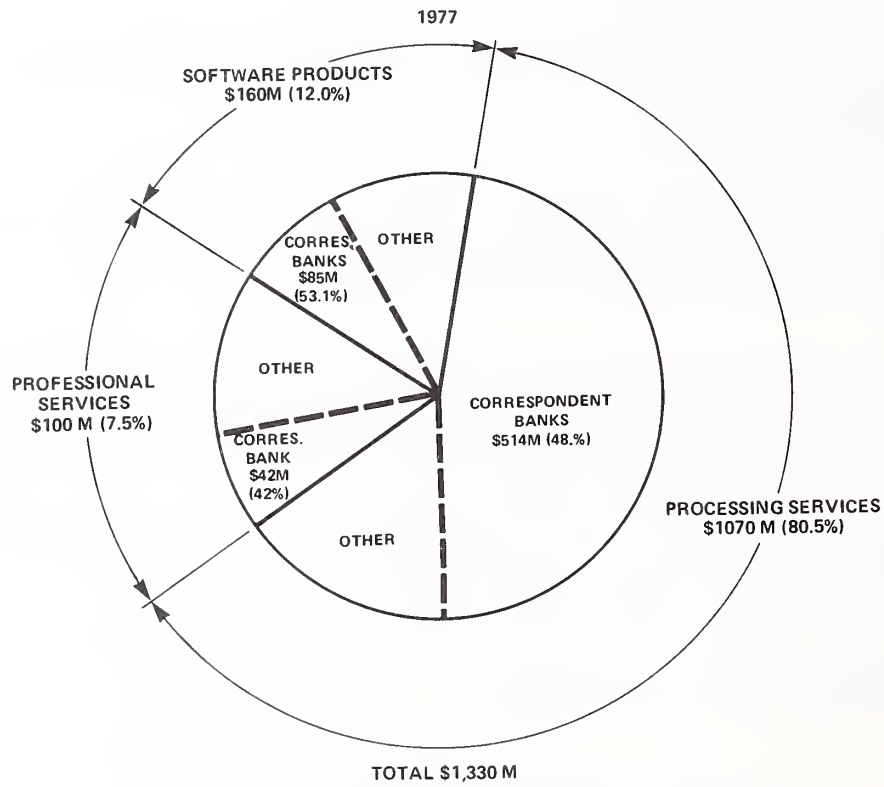 1977
SOFTWARE PRODUCTS
$160M (12.0%)
CORRES.
BANKS
$85M
(53.1%)
OTHER
OTHER
PROFESSIONAL
SERVICES
$100 M (7.5%)
CORRES.
BANK
$42M
(42%)
OTHER
CORRESPONDENT
BANKS
$514M (48.%)
PROCESSING SERVICES
$1070 M (80.5%)
TOTAL $1,330 M